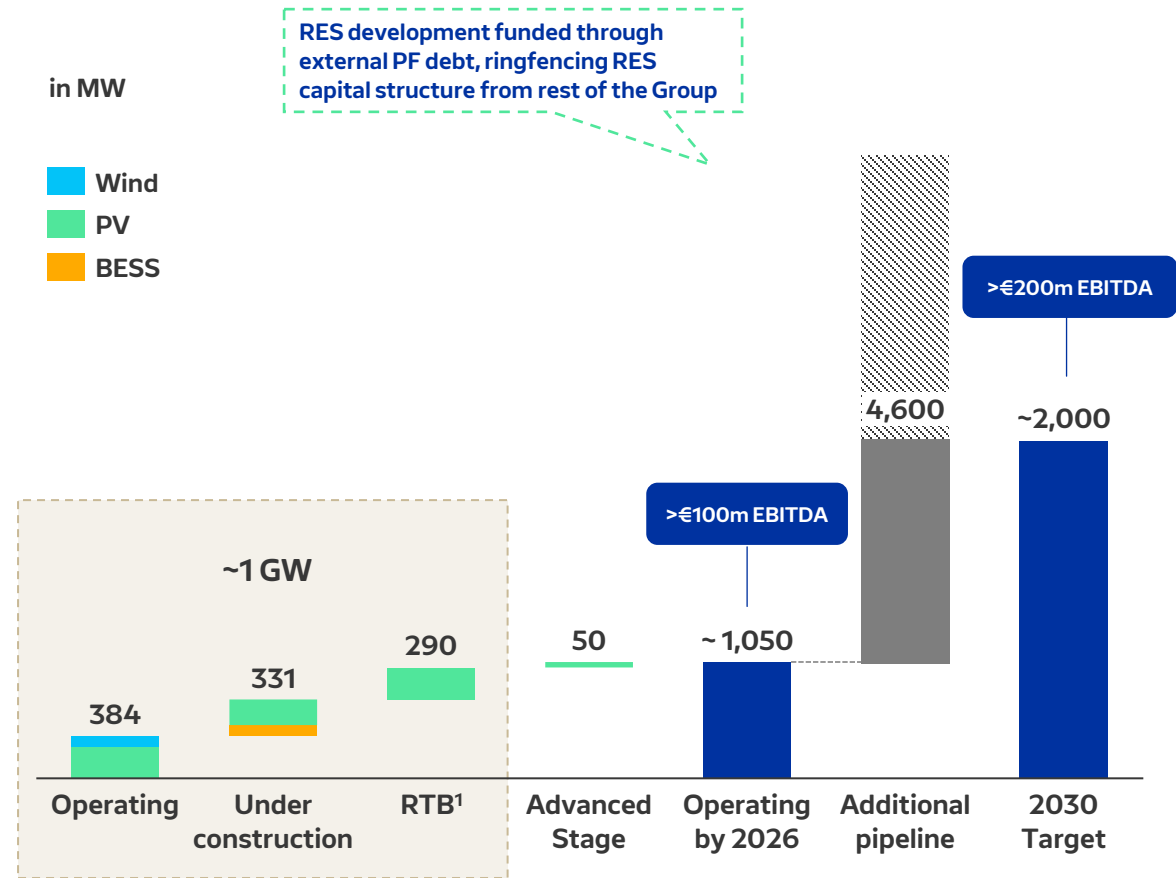 RES development funded through
external PF debt, ringfencing RES
capital structure from rest of the Group
in MW
Wind
PV
BESS
>€200m EBITDA
4,600
~2,000
>€100m EBITDA
~1 GW
384
331
290
50
~ 1,050
Operating
Under
construction
RTB¹
Advanced
Stage
Operating
by 2026
Additional
pipeline
2030
Target